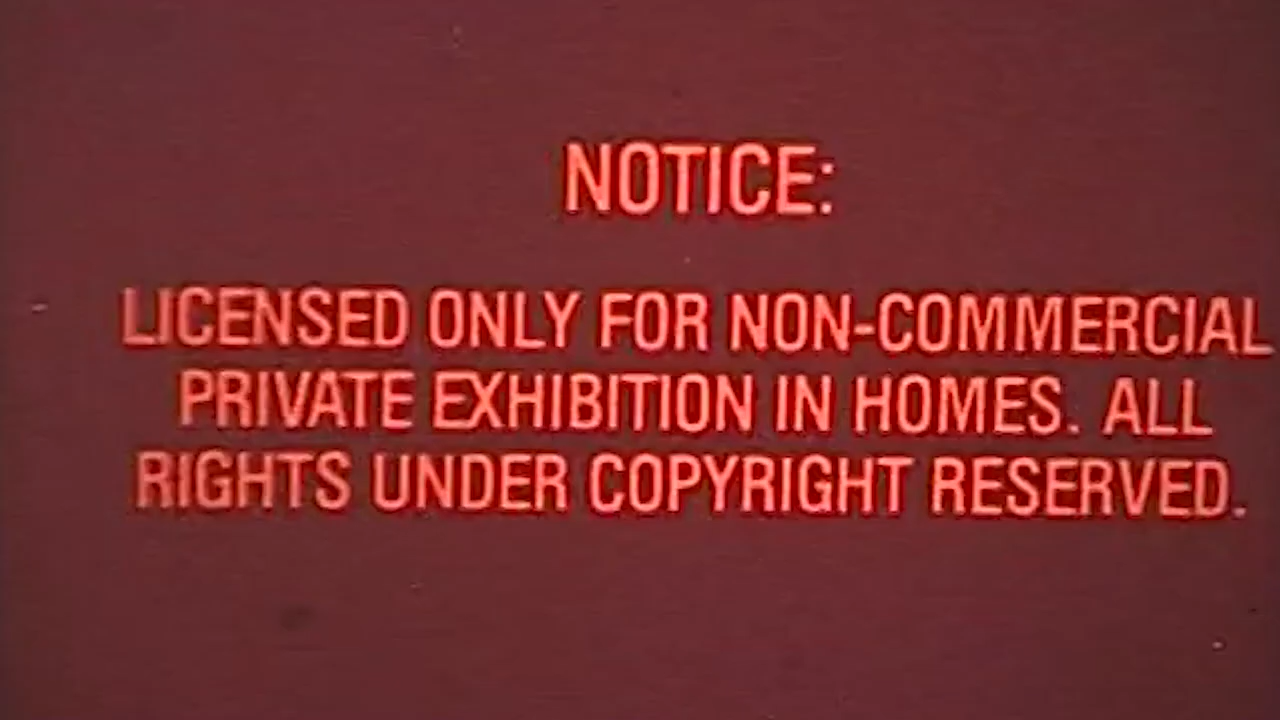 NOTICE:
LICENSED ONLY FOR NON-COMMERCIAL
PRIVATE EXHIBITION IN HOMES. ALL
RIGHTS UNDER COPYRIGHT RESERVED.